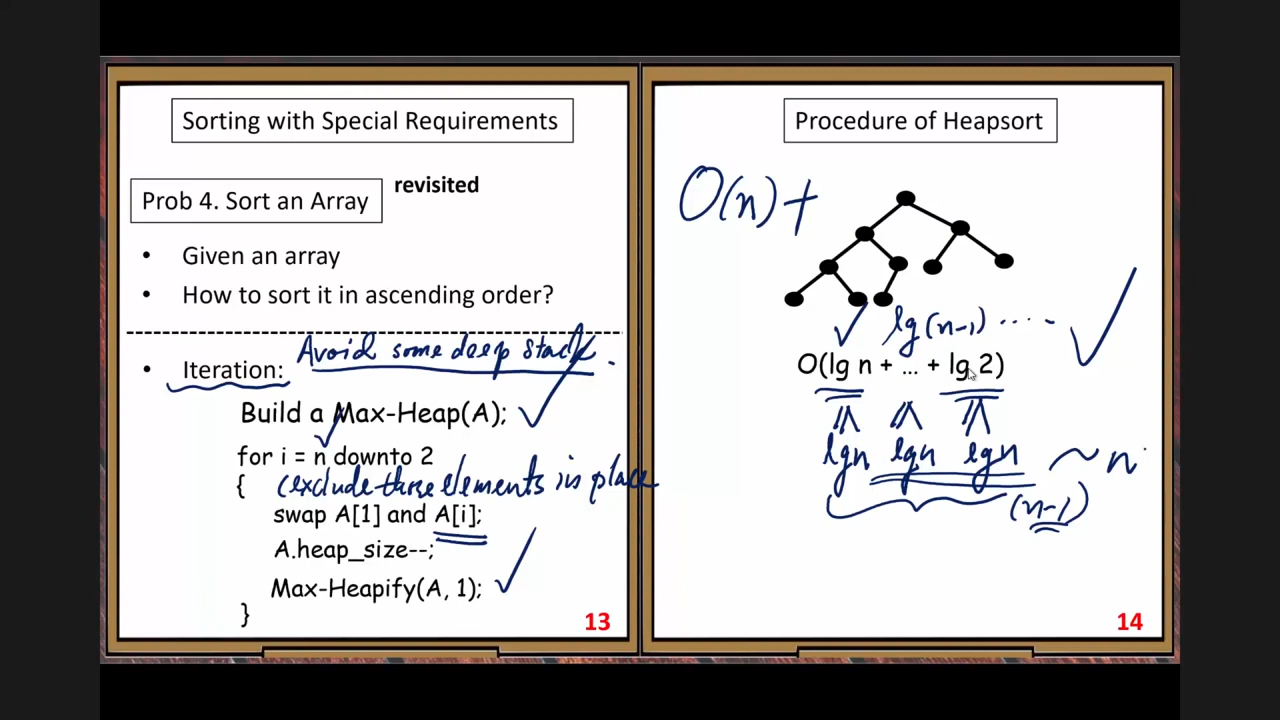 Sorting with Special Requirements
Prob 4. Sort an Array
revisited
• Given an array
• How to sort it in ascending order?
Avoid some deep stack.
• Iteration:
Build a Max-Heap(A);
for i = n downto 2
{ (exclude those elements in place
swap A[1] and A[i];
A.heap_size--;
Max-Heapify(A, 1);
}
13
Procedure of Heapsort
O(n) +
lg(n-1) .....
O(lg n + ... + lg 2)
lgn lgn lgn ~ n
(n-1)
14